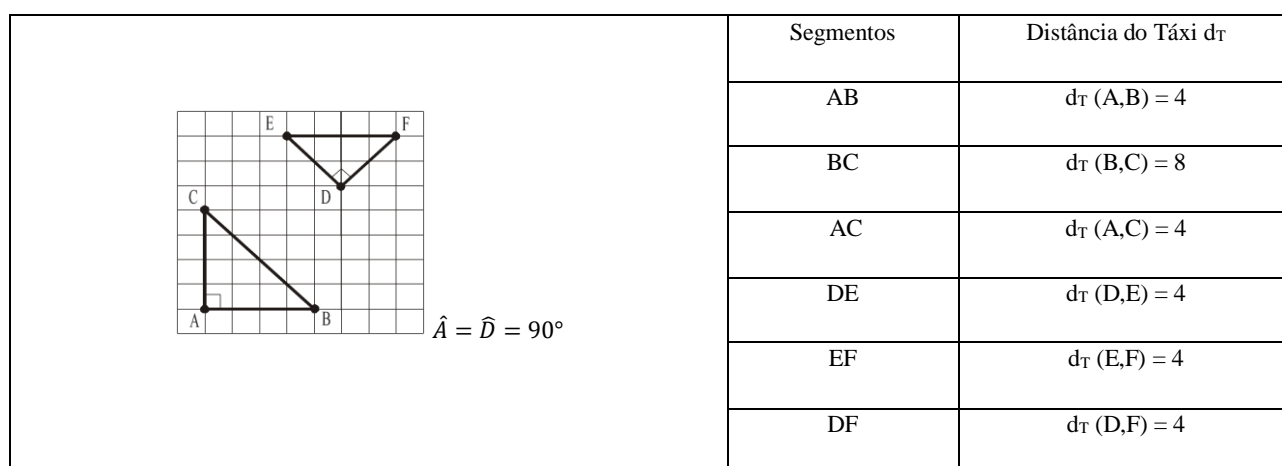 Segmentos Distância do Táxi dT
AB dT (A,B) = 4
BC dT (B,C) = 8
AC dT (A,C) = 4
DE dT (D,E) = 4
EF dT (E,F) = 4
DF dT (D,F) = 4
E F
D
C
A B
Â = D̂ = 90°